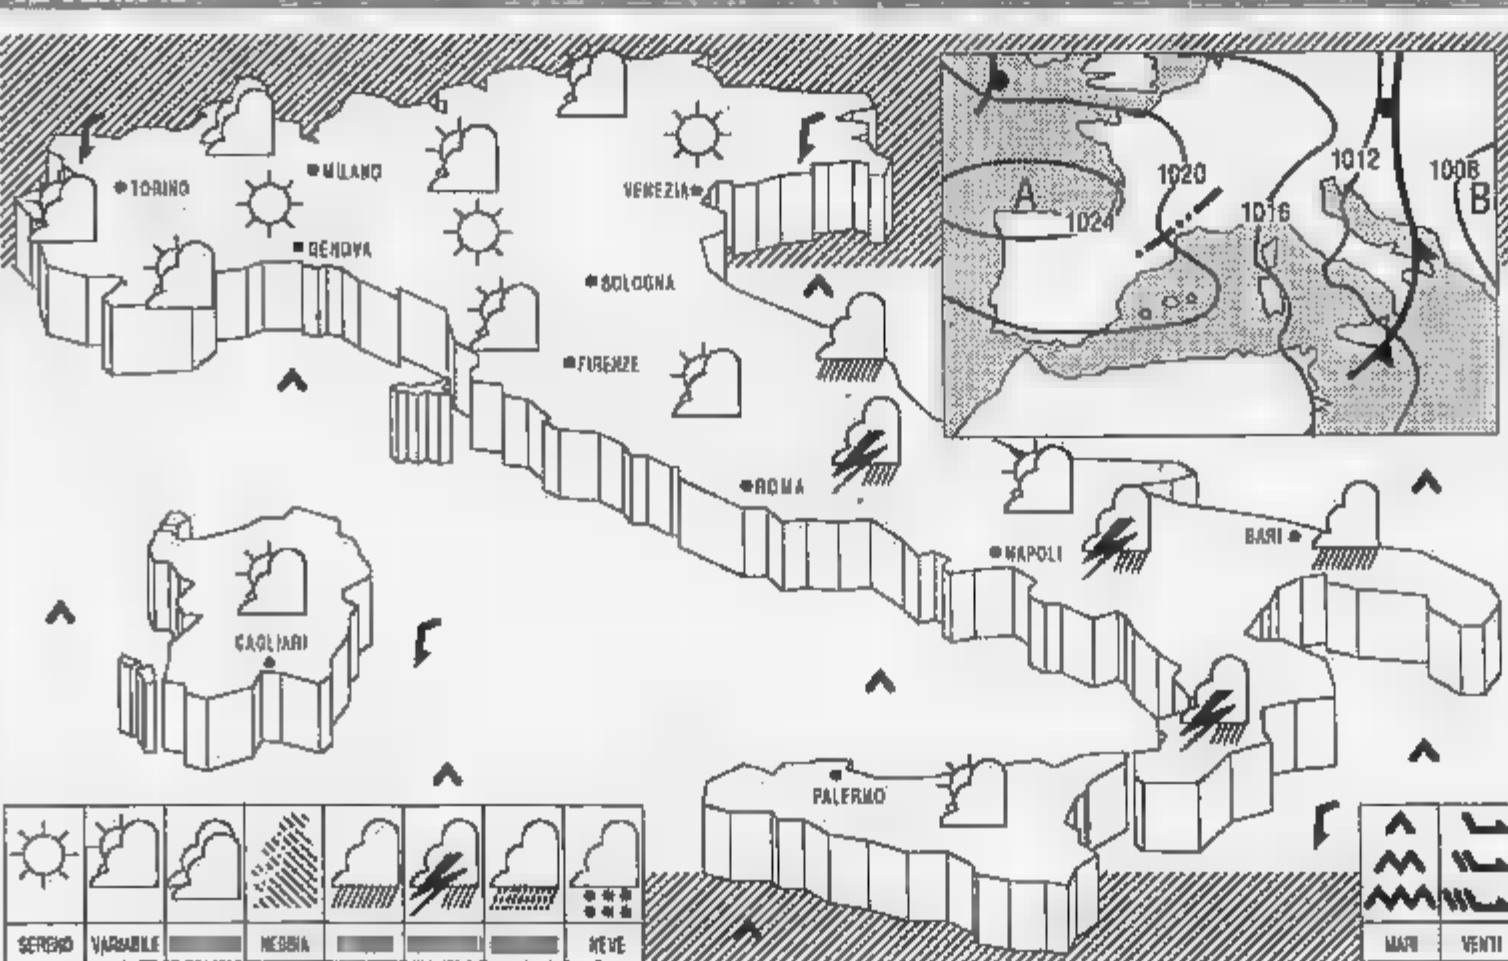 TORINO
MILANO
VENEZIA
GENOVA
BOLOGNA
FIRENZE
ROMA
NAPOLI
BARI
CAGLIARI
PALERMO
A
1024
1020
1016
1012
1008
B
SERENO VARIABILE NEBBIA NEVE
MARI VENTI